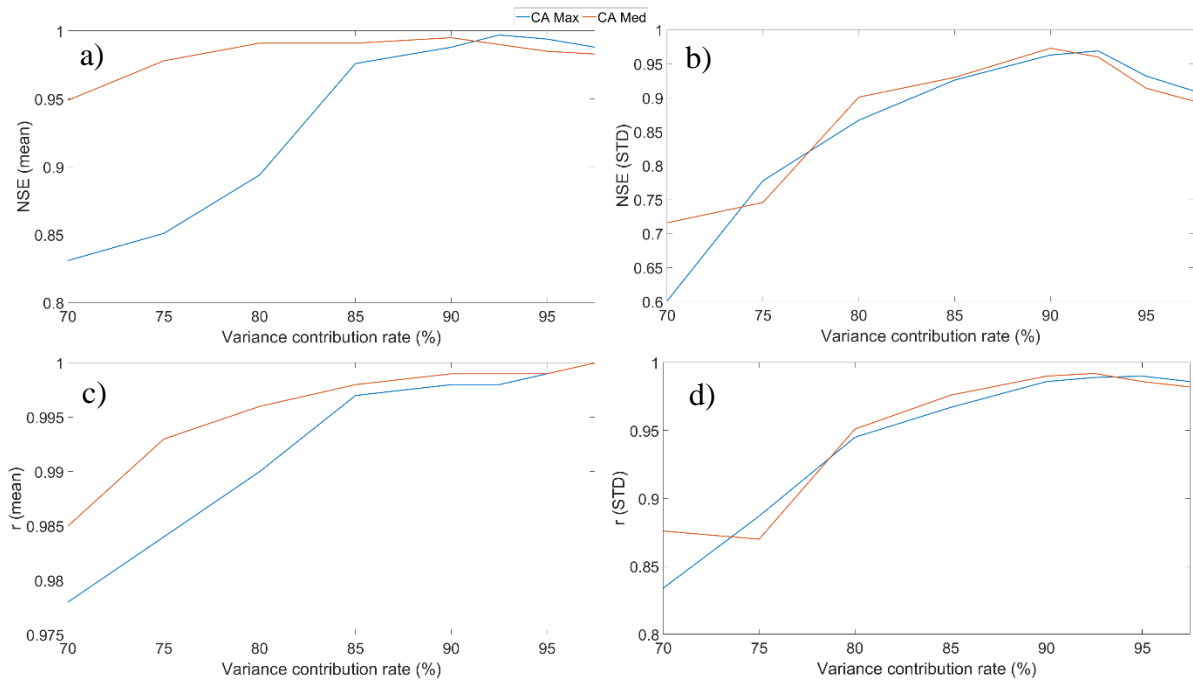 CA Max CA Med
a)
NSE (mean)
1
0.95
0.9
0.85
0.8
70 75 80 85 90 95
Variance contribution rate (%)
b)
NSE (STD)
1
0.95
0.9
0.85
0.8
0.75
0.7
0.65
0.6
70 75 80 85 90 95
Variance contribution rate (%)
c)
r (mean)
1
0.995
0.99
0.985
0.98
0.975
70 75 80 85 90 95
Variance contribution rate (%)
d)
r (STD)
1
0.95
0.9
0.85
0.8
70 75 80 85 90 95
Variance contribution rate (%)